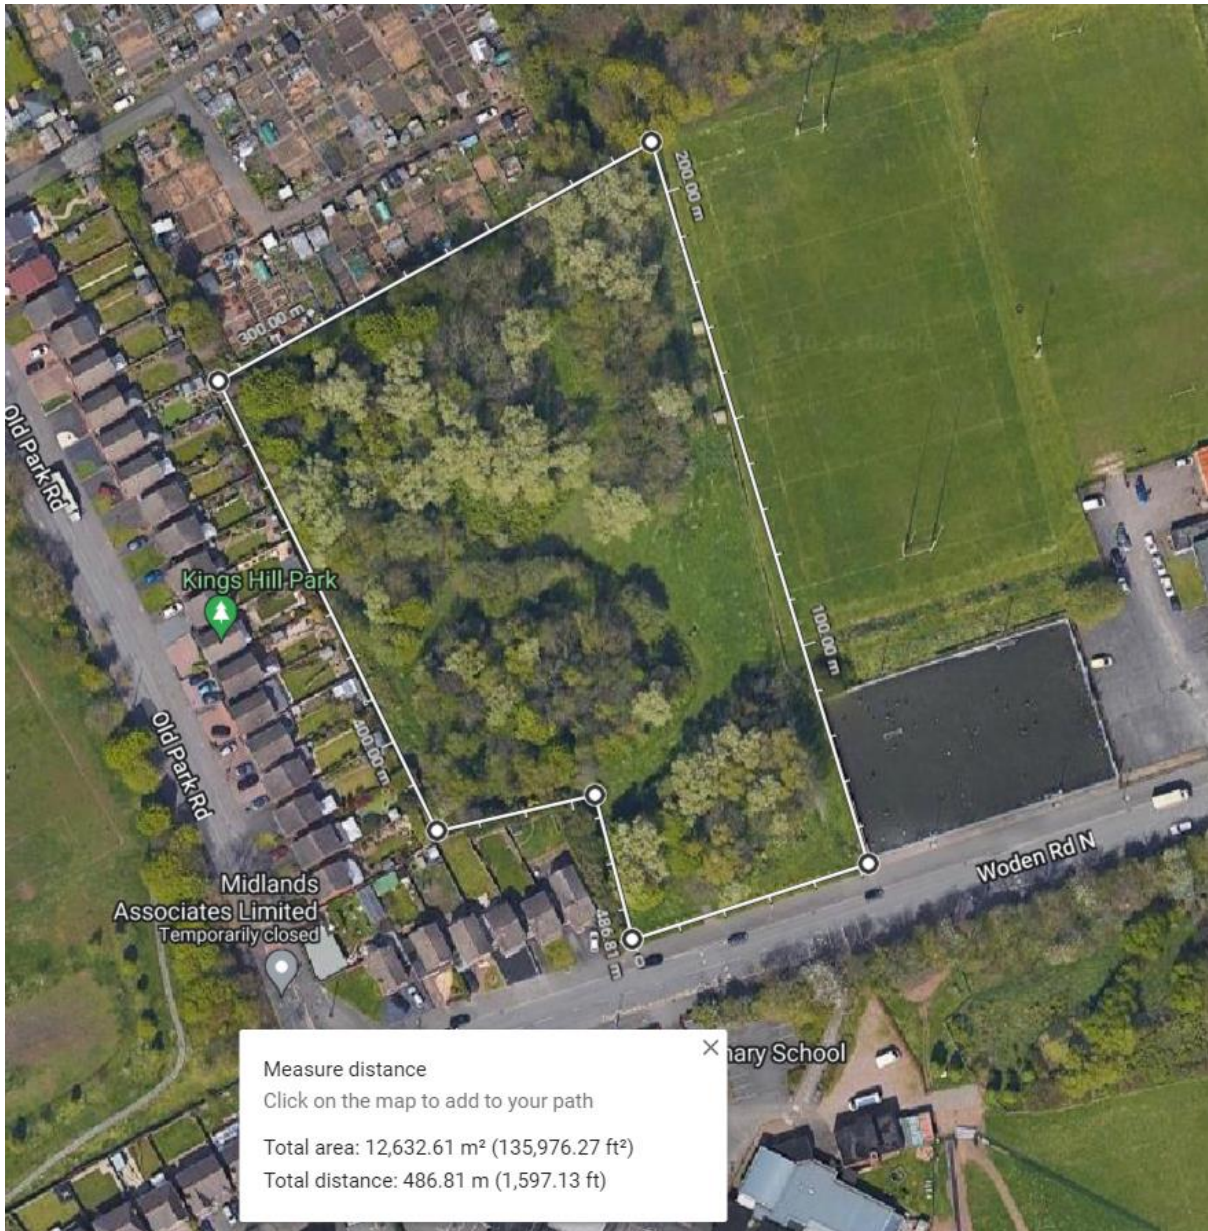 200.00 m
300.00 m
Old Park Rd
Kings Hill Park
100.00 m
Old Park Rd
400.00 m
Woden Rd N
Midlands
Associates Limited
Temporarily closed
486.81 m
Measure distance
Click on the map to add to your path
Total area: 12,632.61 m² (135,976.27 ft²)
Total distance: 486.81 m (1,597.13 ft)
nary School